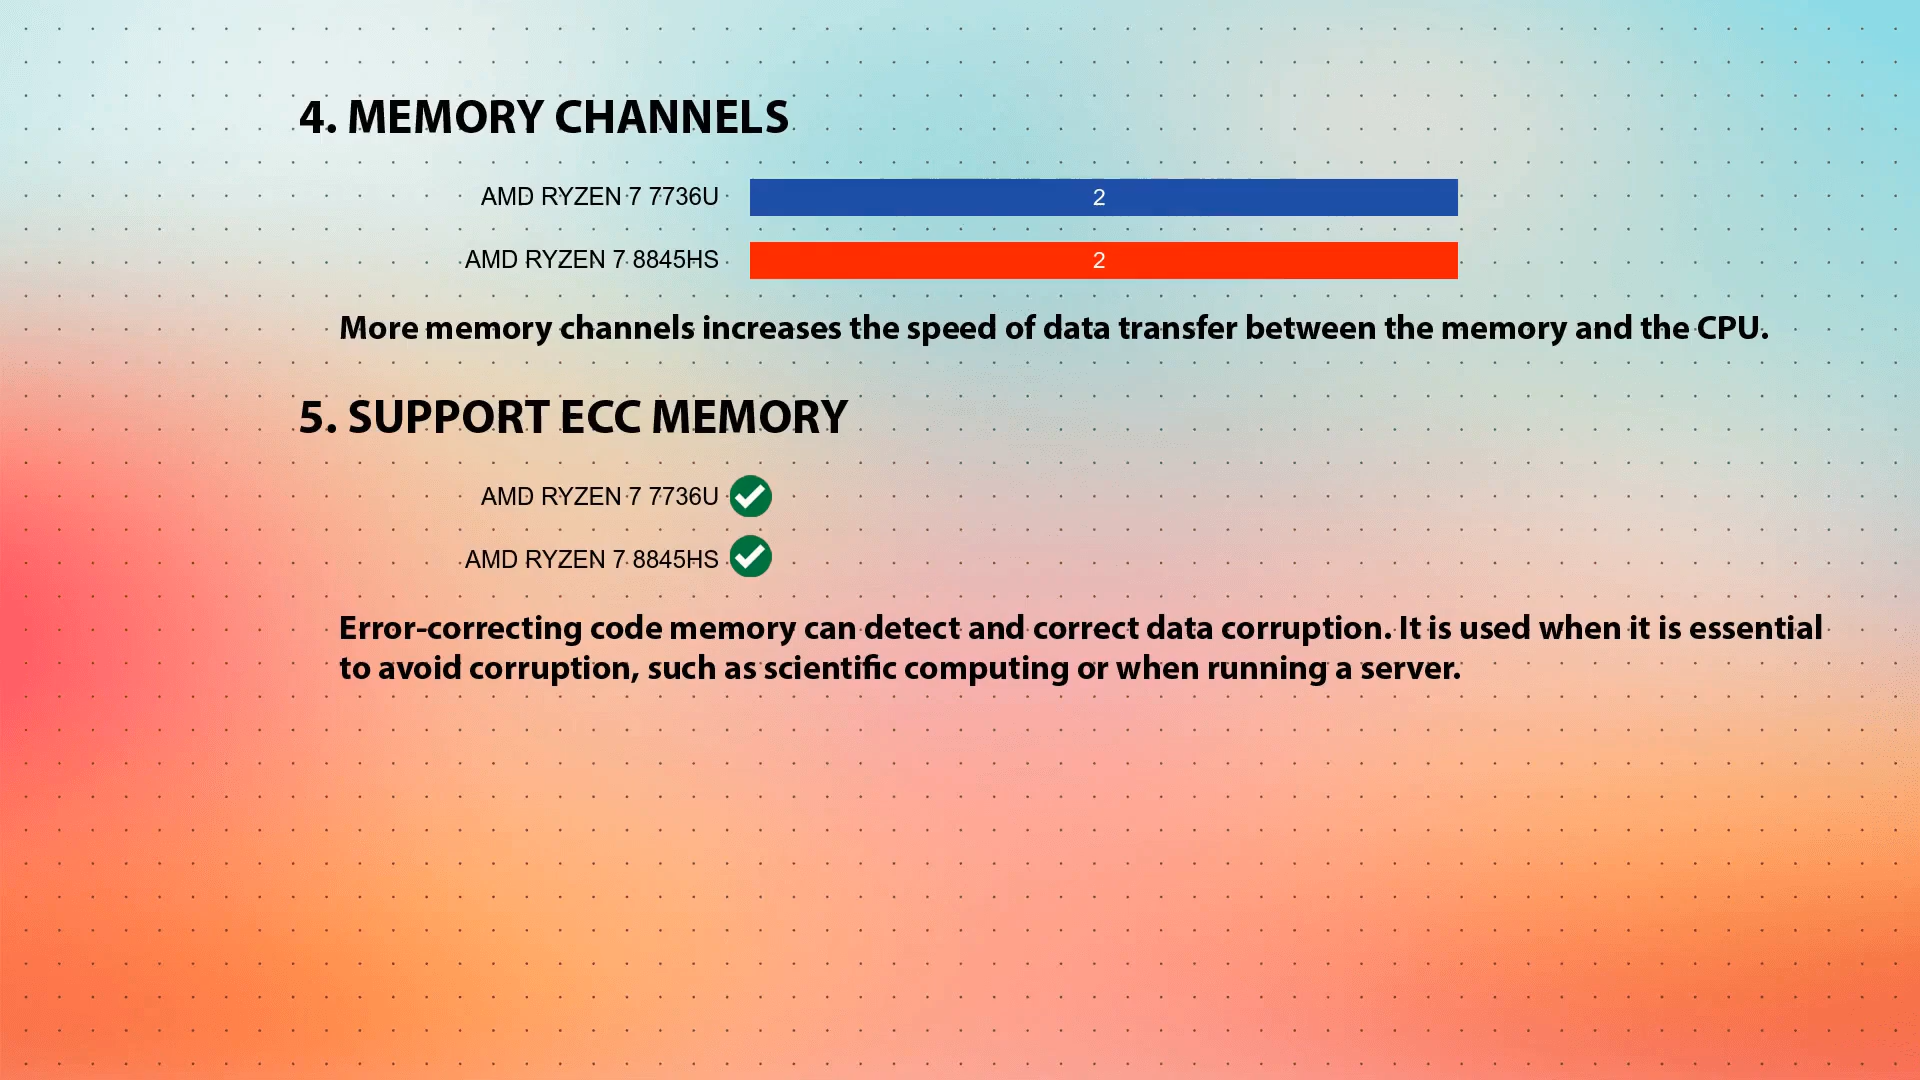 4. MEMORY CHANNELS
AMD RYZEN 7 7736U
2
AMD RYZEN 7 8845HS
2
More memory channels increases the speed of data transfer between the memory and the CPU.
5. SUPPORT ECC MEMORY
AMD RYZEN 7 7736U
AMD RYZEN 7 8845HS
Error-correcting code memory can detect and correct data corruption. It is used when it is essential
to avoid corruption, such as scientific computing or when running a server.